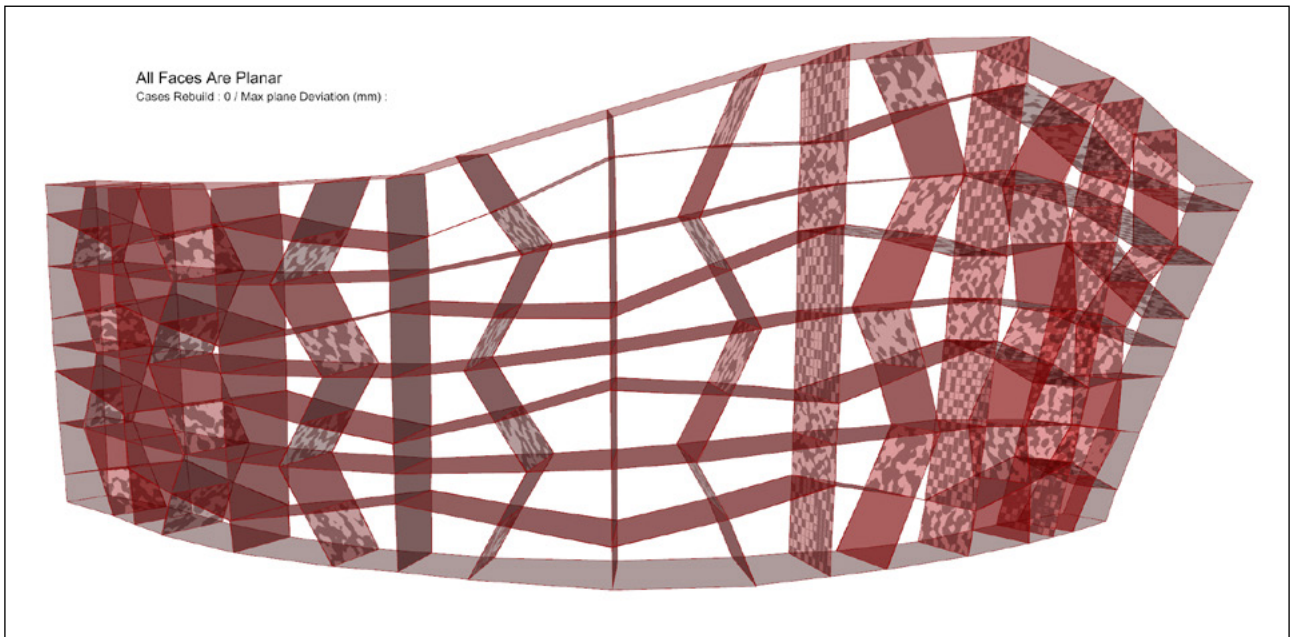 All Faces Are Planar
Cases Rebuild : 0 / Max plane Deviation (mm) :